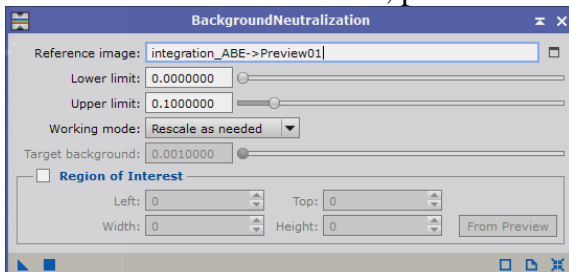 BackgroundNeutralization
Reference image: integration_ABE->Preview01
Lower limit: 0.0000000
Upper limit: 0.1000000
Working mode: Rescale as needed
Target background: 0.0010000
Region of Interest
Left: 0 Top: 0
Width: 0 Height: 0 From Preview